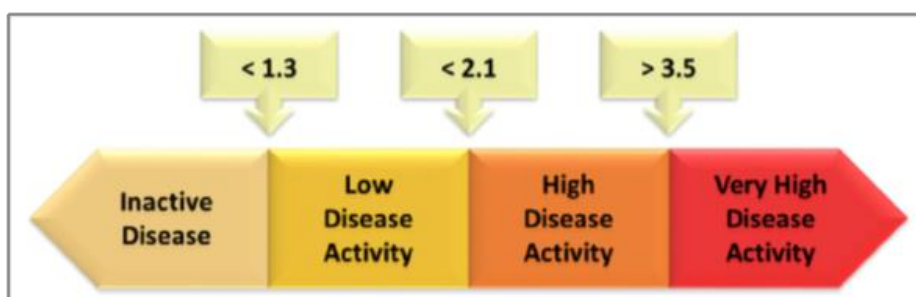 < 1.3
< 2.1
> 3.5
Inactive
Disease
Low
Disease
Activity
High
Disease
Activity
Very High
Disease
Activity